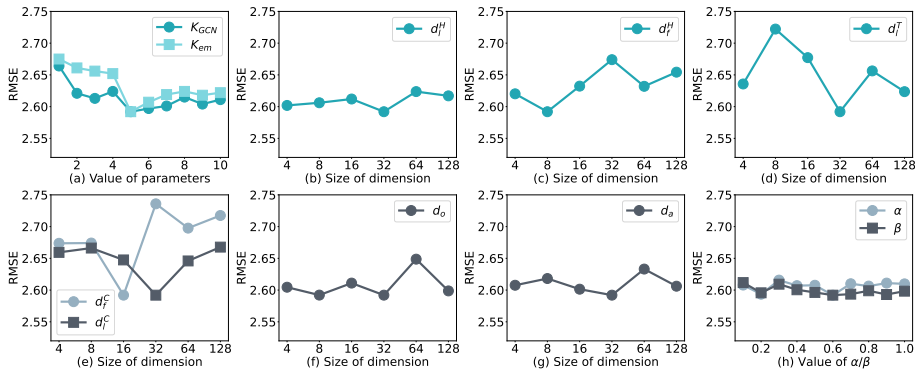 2.75
2.70
2.65
2.60
2.55
RMSE
K_GCN
K_em
2 4 6 8 10
(a) Value of parameters
2.75
2.70
2.65
2.60
2.55
RMSE
d_l^H
4 8 16 32 64 128
(b) Size of dimension
2.75
2.70
2.65
2.60
2.55
RMSE
d_f^H
4 8 16 32 64 128
(c) Size of dimension
2.75
2.70
2.65
2.60
2.55
RMSE
d_l^T
4 8 16 32 64 128
(d) Size of dimension
2.75
2.70
2.65
2.60
2.55
RMSE
d_f^C
d_l^C
4 8 16 32 64 128
(e) Size of dimension
2.75
2.70
2.65
2.60
2.55
RMSE
d_o
4 8 16 32 64 128
(f) Size of dimension
2.75
2.70
2.65
2.60
2.55
RMSE
d_a
4 8 16 32 64 128
(g) Size of dimension
2.75
2.70
2.65
2.60
2.55
RMSE
α
β
0.2 0.4 0.6 0.8 1.0
(h) Value of α/β